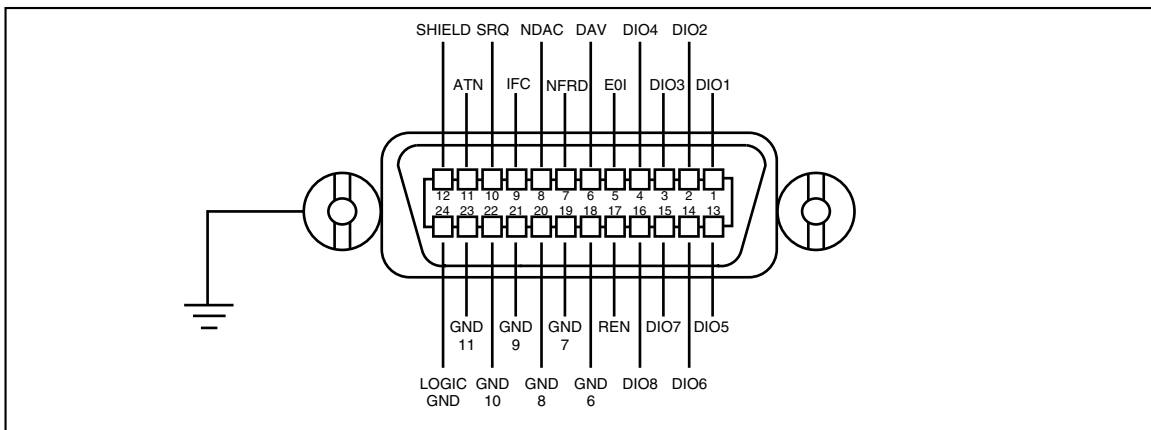 SHIELD SRQ NDAC DAV DIO4 DIO2
ATN IFC NFRD E0I DIO3 DIO1
12 11 10 9 8 7 6 5 4 3 2 1
24 23 22 21 20 19 18 17 16 15 14 13
GND GND GND REN DIO7 DIO5
11 9 7
LOGIC GND GND GND DIO8 DIO6
GND 10 8 6